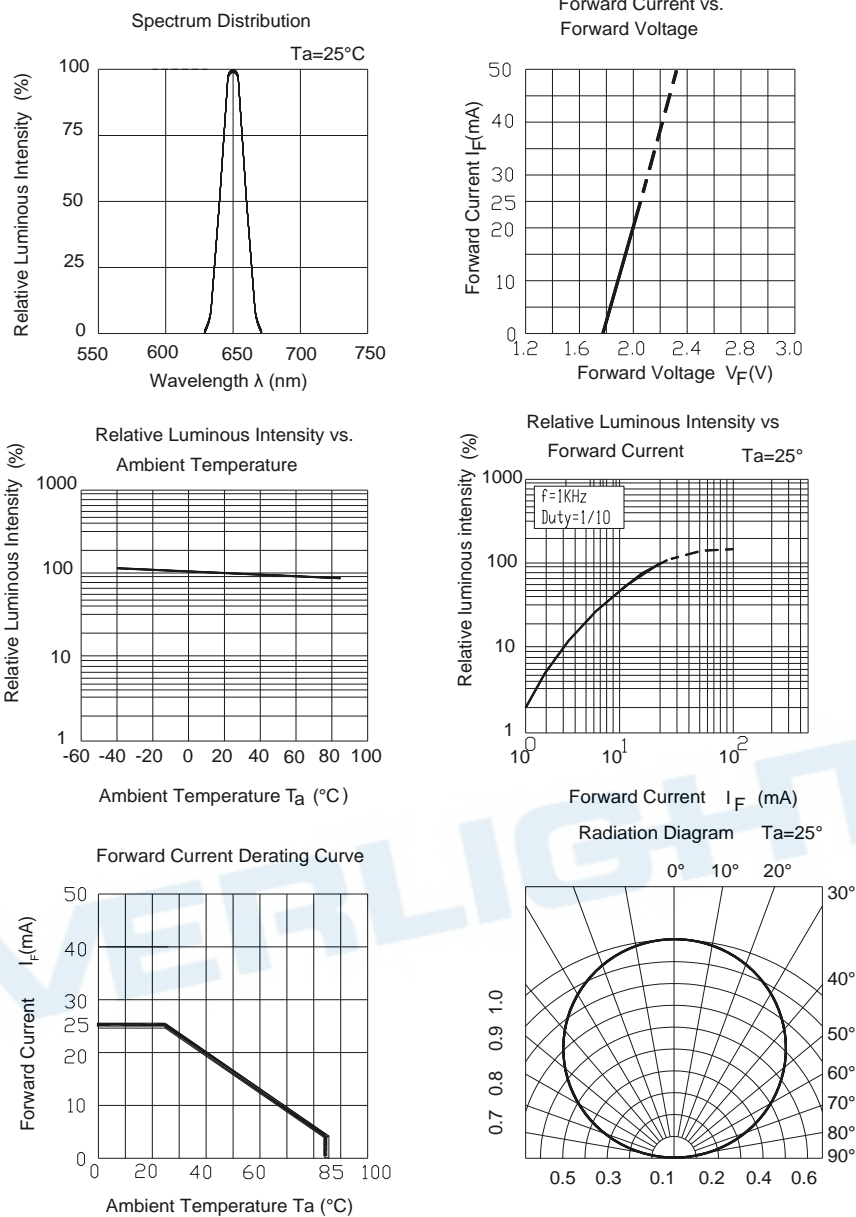 Spectrum Distribution
Ta=25°C
Relative Luminous Intensity (%)
100
75
50
25
0
550 600 650 700 750
Wavelength λ (nm)
Forward Current vs.
Forward Voltage
Forward Current IF(mA)
50
40
30
25
20
10
0
1.2 1.6 2.0 2.4 2.8 3.0
Forward Voltage VF(V)
Relative Luminous Intensity vs.
Ambient Temperature
Relative Luminous Intensity (%)
1000
100
10
1
-60 -40 -20 0 20 40 60 80 100
Ambient Temperature Ta (°C)
Relative Luminous Intensity vs
Forward Current
Ta=25°
Relative luminous intensity (%)
f=1KHz
Duty=1/10
1000
100
10
1
10^0 10^1 10^2
Forward Current IF (mA)
Forward Current Derating Curve
Forward Current IF(mA)
50
40
30
25
20
10
0
0 20 40 60 85 100
Ambient Temperature Ta (°C)
Radiation Diagram Ta=25°
0° 10° 20°
30°
40°
50°
60°
70°
80°
90°
1.0
0.9
0.8
0.7
0.5 0.3 0.1 0.2 0.4 0.6
VERLIGHT